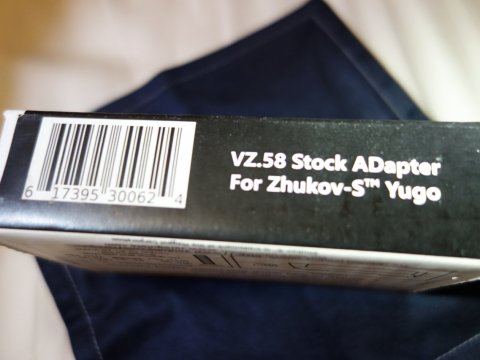 VZ.58 Stock ADapter
For Zhukov-S™ Yugo
6 17395 30062 4